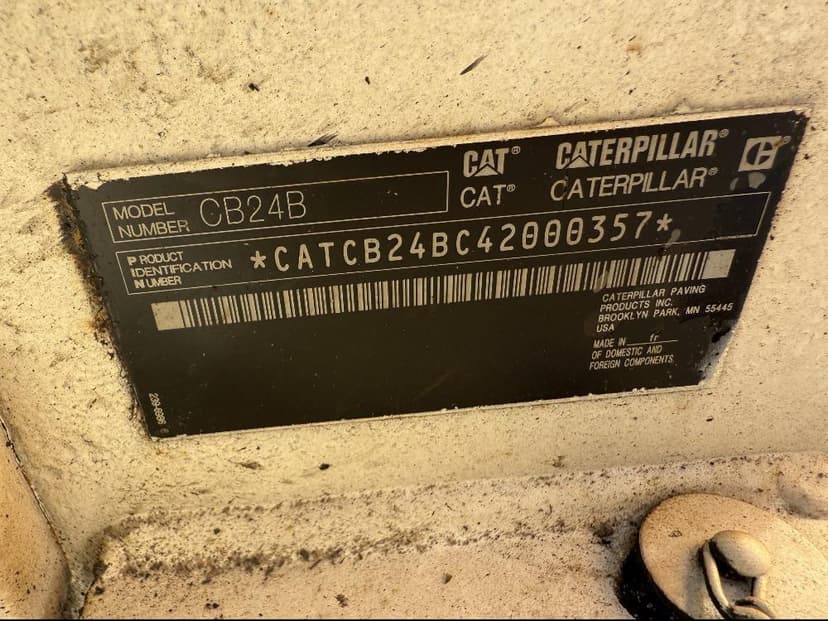 CAT® CATERPILLAR®
CAT® CATERPILLAR®
MODEL NUMBER CB24B
PRODUCT IDENTIFICATION NUMBER *CATCB24BC42000357*
CATERPILLAR PAVING
PRODUCTS INC.
BROOKLYN PARK, MN 55445
USA
MADE IN fr
OF DOMESTIC AND
FOREIGN COMPONENTS